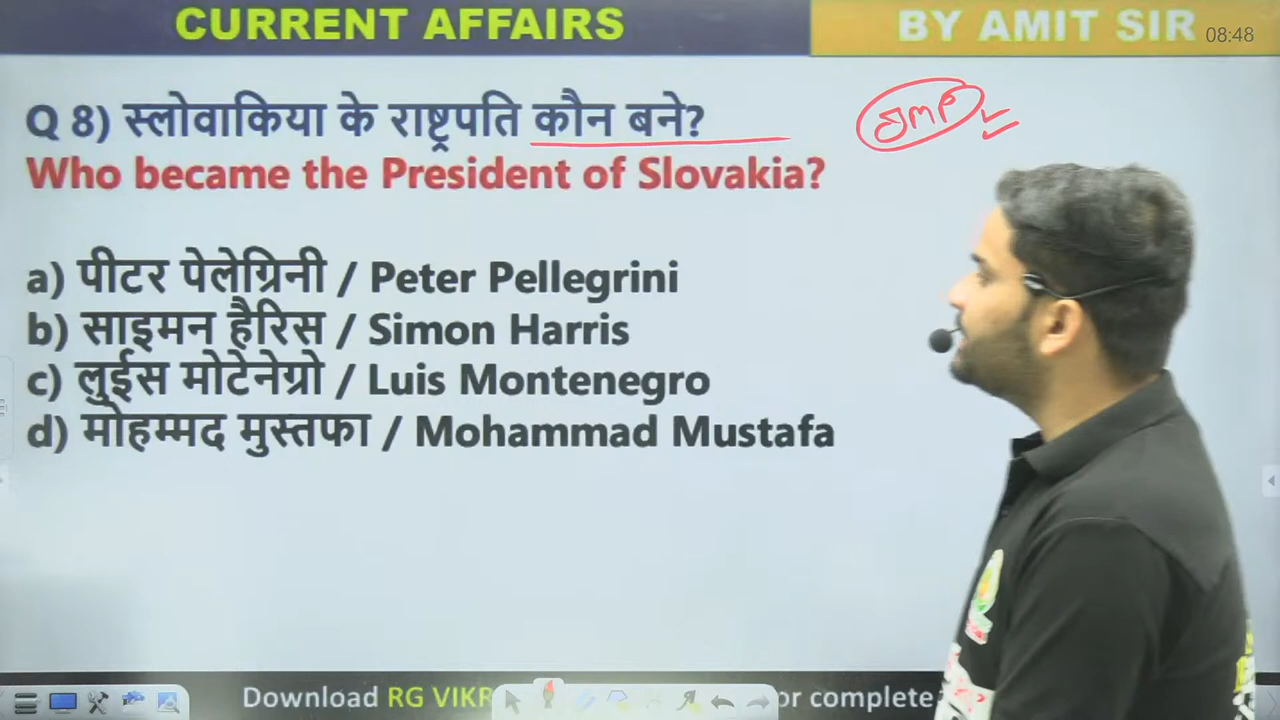 CURRENT AFFAIRS
BY AMIT SIR
08:48
Q 8) स्लोवाकिया के राष्ट्रपति कौन बने?
IMP
Who became the President of Slovakia?
a) पीटर पेलेग्रिनी / Peter Pellegrini
b) साइमन हैरिस / Simon Harris
c) लुईस मोटेनेग्रो / Luis Montenegro
d) मोहम्मद मुस्तफा / Mohammad Mustafa
Download RG VIKR
or complete